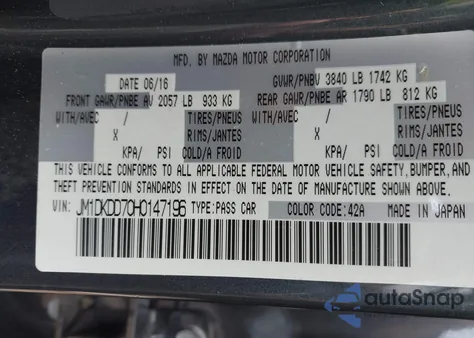 MFD. BY MAZDA MOTOR CORPORATION
DATE 06/16 GVWR/PNBV 3840 LB 1742 KG
FRONT GAWR/PNBE AV 2057 LB 933 KG REAR GAWR/PNBE AR 1790 LB 812 KG
WITH/AVEC / TIRES/PNEUS WITH/AVEC / TIRES/PNEUS
X RIMS/JANTES X RIMS/JANTES
KPA/ PSI COLD/A FROID KPA/ PSI COLD/A FROID
THIS VEHICLE CONFORMS TO ALL APPLICABLE FEDERAL MOTOR VEHICLE SAFETY, BUMPER, AND
THEFT PREVENTION STANDARDS IN EFFECT ON THE DATE OF MANUFACTURE SHOWN ABOVE.
VIN: JM1DKDD70H0147196 TYPE:PASS CAR COLOR CODE:42A MADE IN JAPAN
autoSnap